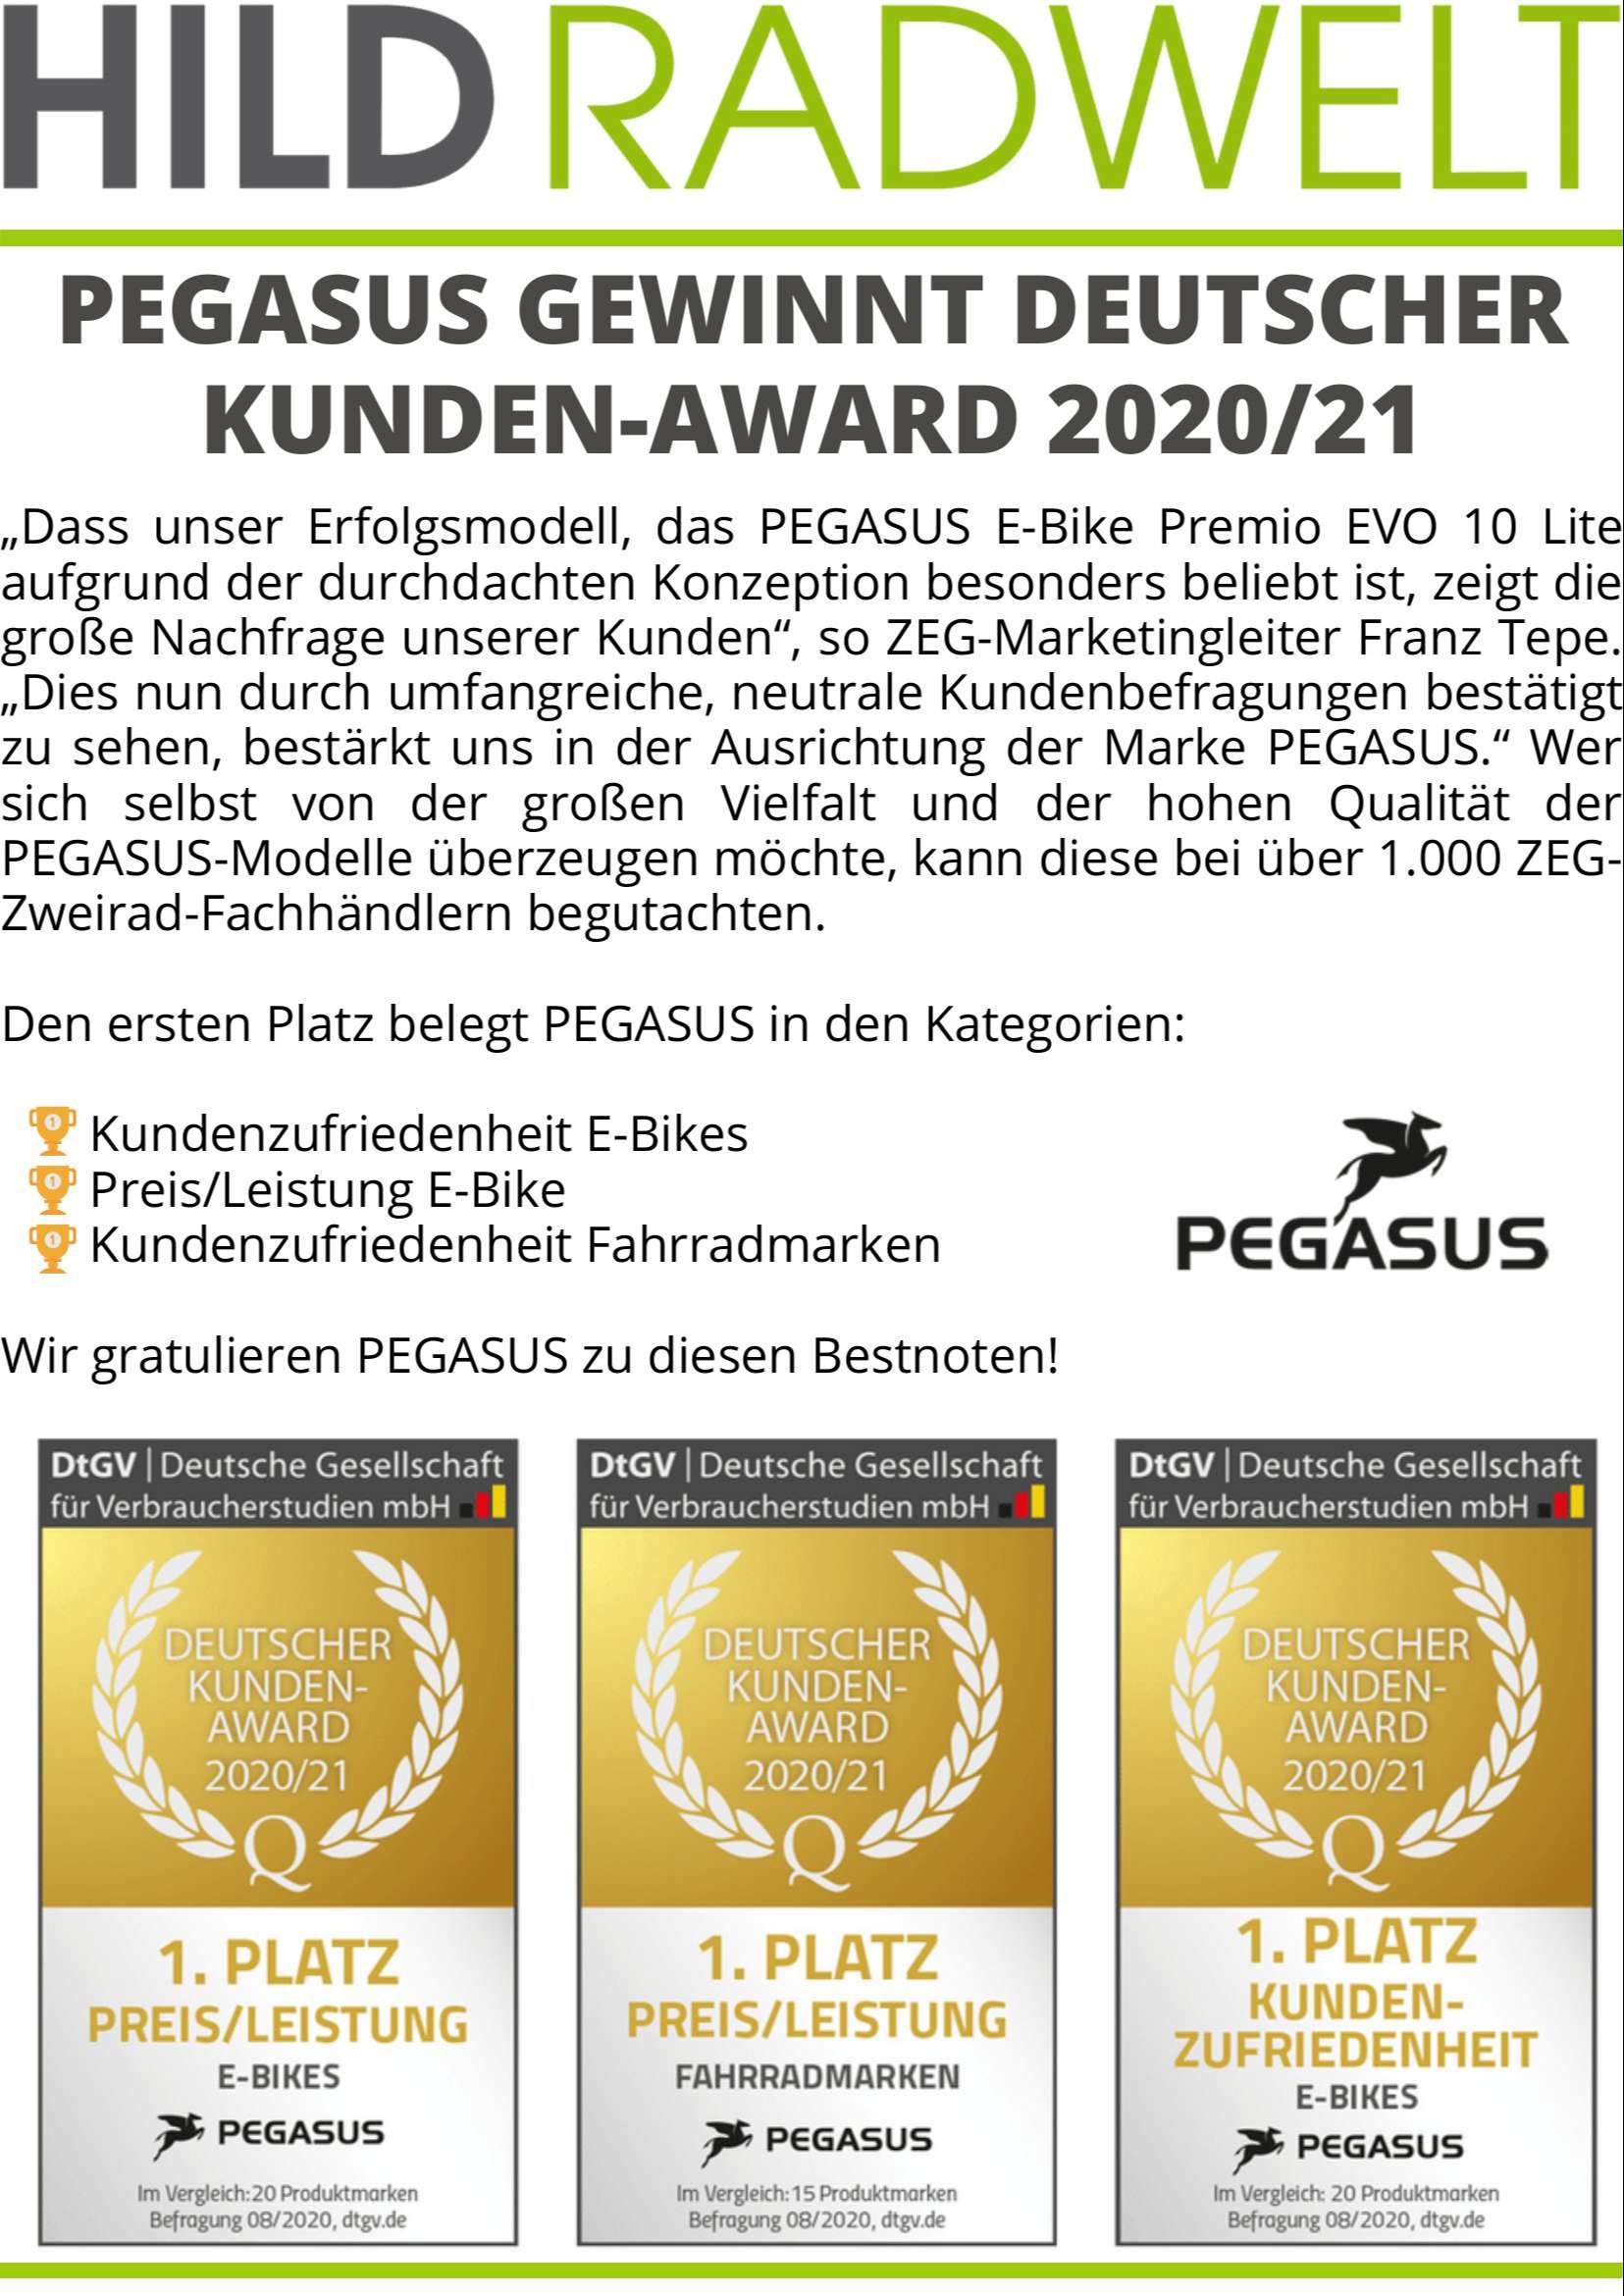 HILD RADWELT
PEGASUS GEWINNT DEUTSCHER
KUNDEN-AWARD 2020/21
„Dass unser Erfolgsmodell, das PEGASUS E-Bike Premio EVO 10 Lite
aufgrund der durchdachten Konzeption besonders beliebt ist, zeigt die
große Nachfrage unserer Kunden“, so ZEG-Marketingleiter Franz Tepe.
„Dies nun durch umfangreiche, neutrale Kundenbefragungen bestätigt
zu sehen, bestärkt uns in der Ausrichtung der Marke PEGASUS.“ Wer
sich selbst von der großen Vielfalt und der hohen Qualität der
PEGASUS-Modelle überzeugen möchte, kann diese bei über 1.000 ZEG-
Zweirad-Fachhändlern begutachten.
Den ersten Platz belegt PEGASUS in den Kategorien:
1 Kundenzufriedenheit E-Bikes
1 Preis/Leistung E-Bike
1 Kundenzufriedenheit Fahrradmarken
PEGASUS
Wir gratulieren PEGASUS zu diesen Bestnoten!
DtGV | Deutsche Gesellschaft
für Verbraucherstudien mbH
DEUTSCHER
KUNDEN-
AWARD
2020/21
Q
1. PLATZ
PREIS/LEISTUNG
E-BIKES
PEGASUS
Im Vergleich: 20 Produktmarken
Befragung 08/2020, dtgv.de
DtGV | Deutsche Gesellschaft
für Verbraucherstudien mbH
DEUTSCHER
KUNDEN-
AWARD
2020/21
Q
1. PLATZ
PREIS/LEISTUNG
FAHRRADMARKEN
PEGASUS
Im Vergleich: 15 Produktmarken
Befragung 08/2020, dtgv.de
DtGV | Deutsche Gesellschaft
für Verbraucherstudien mbH
DEUTSCHER
KUNDEN-
AWARD
2020/21
Q
1. PLATZ
KUNDEN-
ZUFRIEDENHEIT
E-BIKES
PEGASUS
Im Vergleich: 20 Produktmarken
Befragung 08/2020, dtgv.de